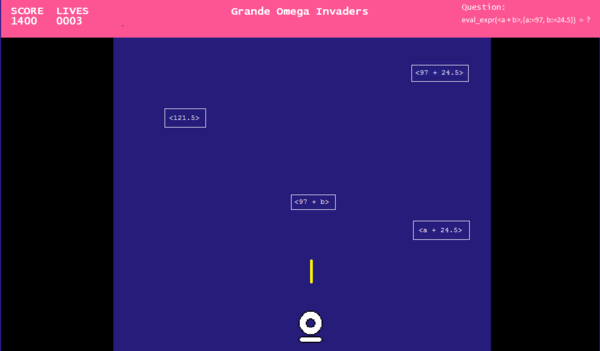 SCORE LIVES
1400 0003
Grande Omega Invaders
Question:
eval_expr(<a + b>,{a:=97, b:=24.5}) = ?
<97 + 24.5>
<121.5>
<97 + b>
<a + 24.5>